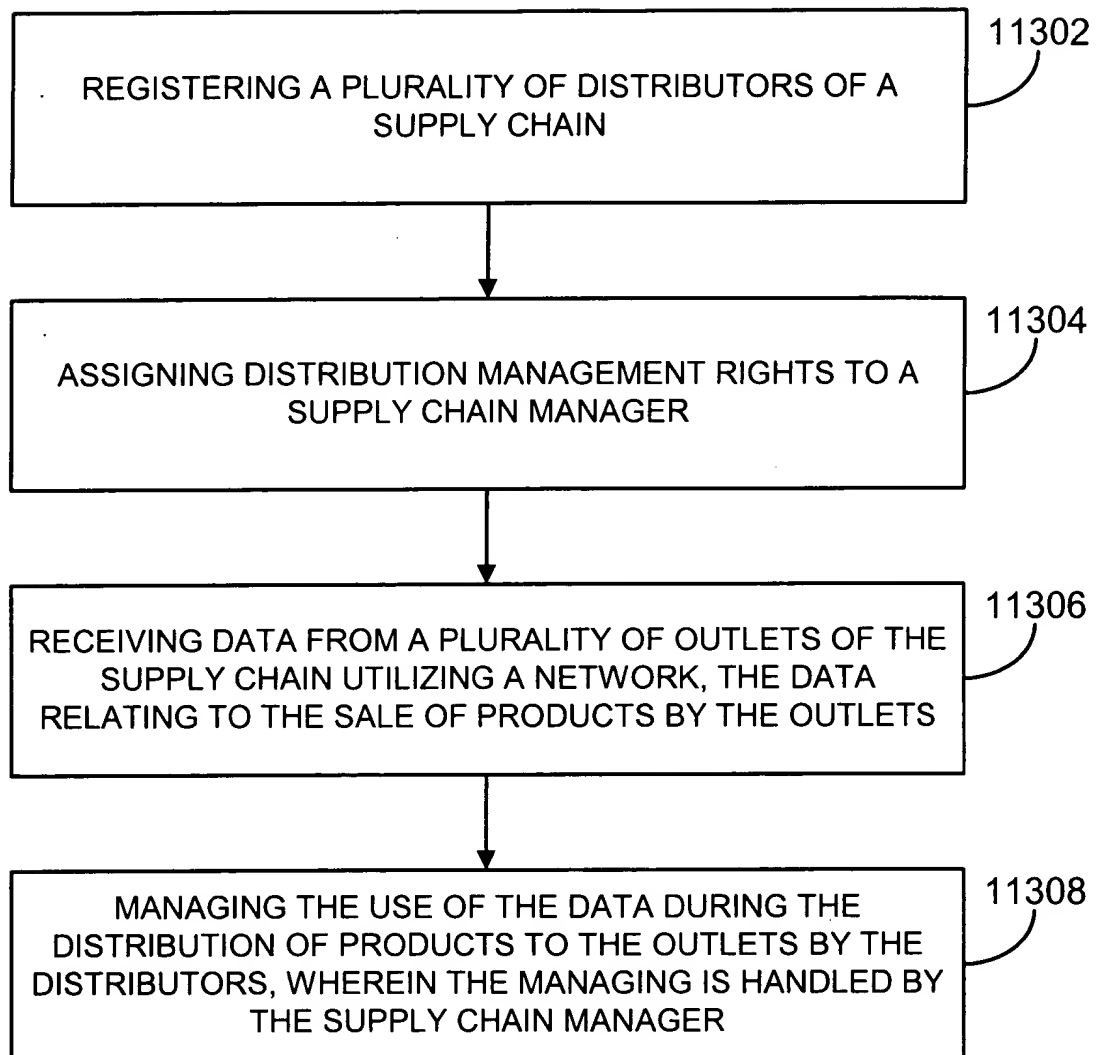 11302
REGISTERING A PLURALITY OF DISTRIBUTORS OF A
SUPPLY CHAIN
11304
ASSIGNING DISTRIBUTION MANAGEMENT RIGHTS TO A
SUPPLY CHAIN MANAGER
11306
RECEIVING DATA FROM A PLURALITY OF OUTLETS OF THE
SUPPLY CHAIN UTILIZING A NETWORK, THE DATA
RELATING TO THE SALE OF PRODUCTS BY THE OUTLETS
11308
MANAGING THE USE OF THE DATA DURING THE
DISTRIBUTION OF PRODUCTS TO THE OUTLETS BY THE
DISTRIBUTORS, WHEREIN THE MANAGING IS HANDLED BY
THE SUPPLY CHAIN MANAGER